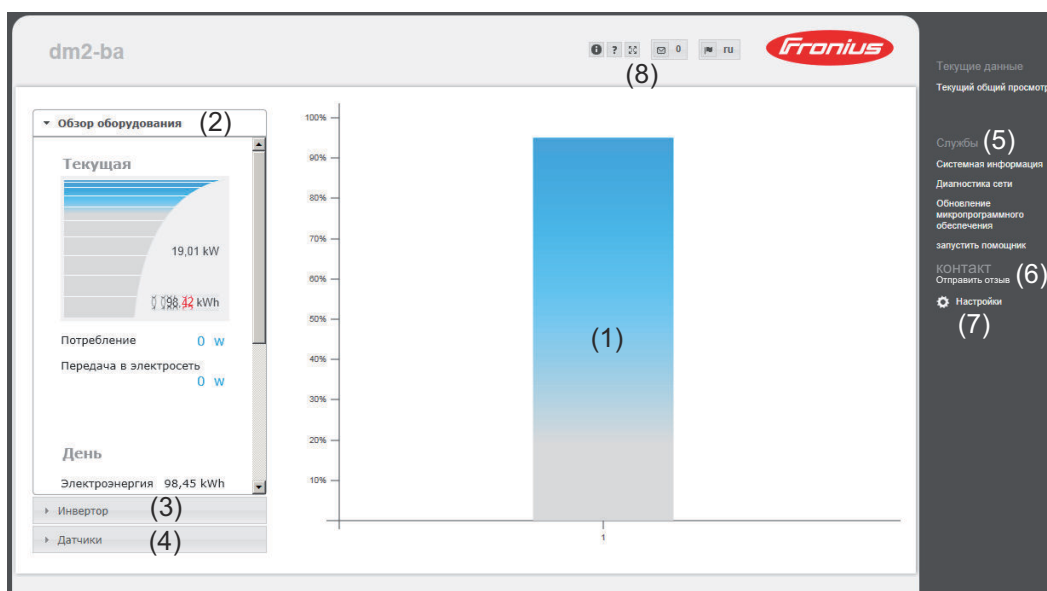 dm2-ba
i ? 0 ru
Fronius
(8)
(2)
Обзор оборудования
Текущая
19,01 kW
98,42 kWh
Потребление 0 W
Передача в электросеть
0 W
День
Электроэнергия 98,45 kWh
Инвертор (3)
Датчики (4)
100%
90%
80%
70%
60%
50%
40%
30%
20%
10%
(1)
1
Текущие данные
Текущий общий просмотр
Службы (5)
Системная информация
Диагностика сети
Обновление
микропрограммного
обеспечения
запустить помощник
контакт
Отправить отзыв (6)
Настройки
(7)